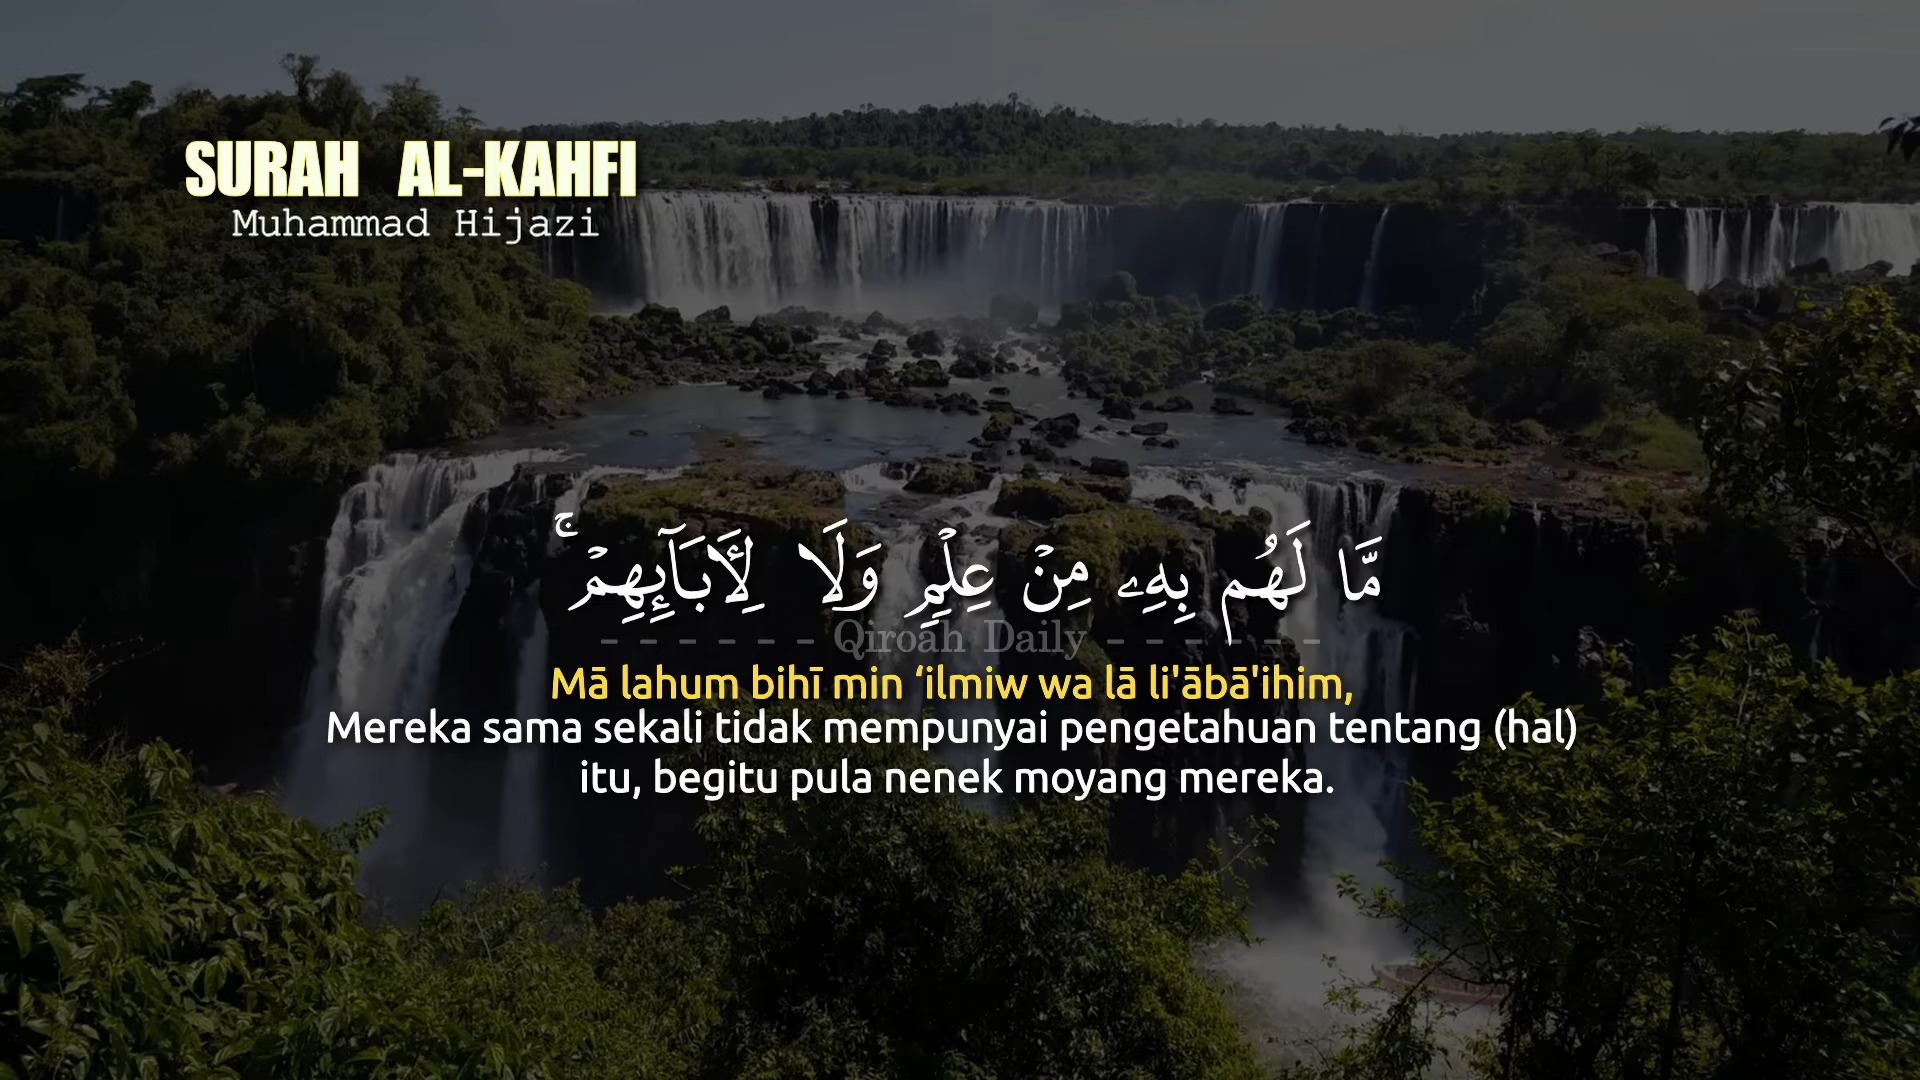 SURAH AL-KAHFI
Muhammad Hijazi
مَّا لَهُم بِهِۦ مِنْ عِلْمٍ وَلَا لِأَبَآئِهِمْ ۚ
- - - - - - Qiroah Daily - - - - - -
Mā lahum bihī min ‘ilmiw wa lā li'ābā'ihim,
Mereka sama sekali tidak mempunyai pengetahuan tentang (hal)
itu, begitu pula nenek moyang mereka.